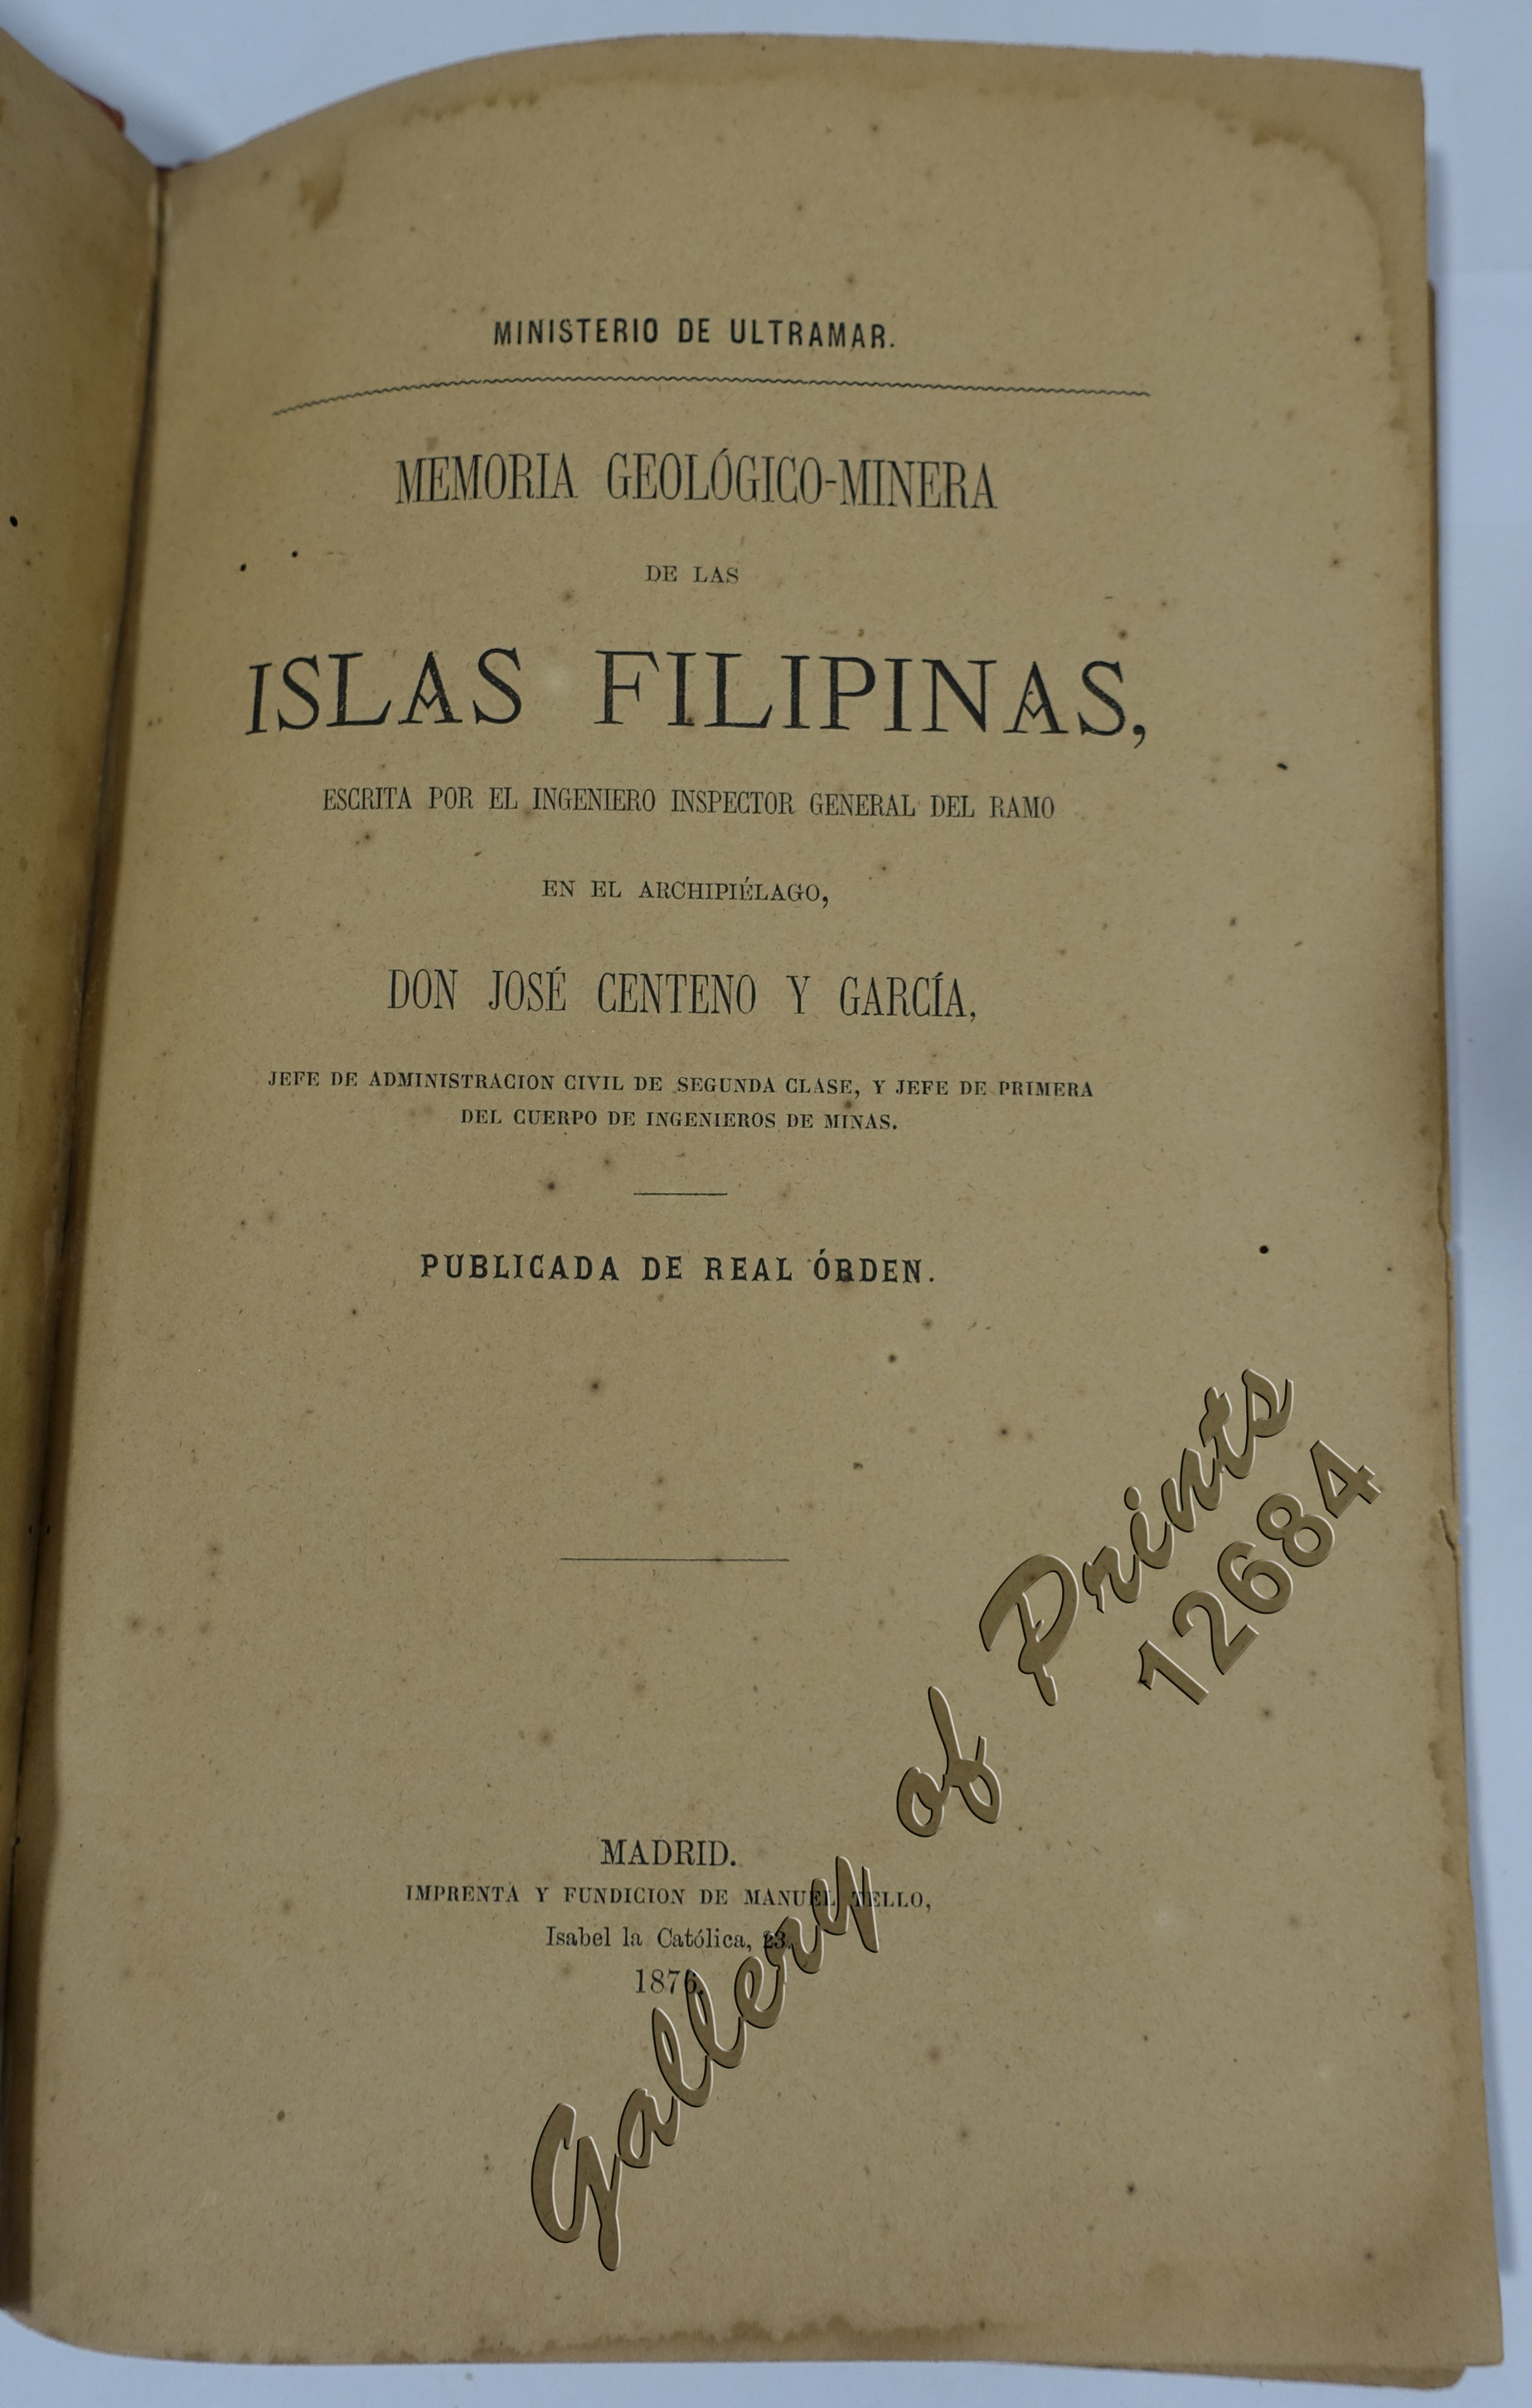 MINISTERIO DE ULTRAMAR.
MEMORIA GEOLÓGICO-MINERA
DE LAS
ISLAS FILIPINAS,
ESCRITA POR EL INGENIERO INSPECTOR GENERAL DEL RAMO
EN EL ARCHIPIÉLAGO,
DON JOSÉ CENTENO Y GARCÍA,
JEFE DE ADMINISTRACION CIVIL DE SEGUNDA CLASE, Y JEFE DE PRIMERA
DEL CUERPO DE INGENIEROS DE MINAS.
PUBLICADA DE REAL ÓRDEN.
MADRID.
IMPRENTA Y FUNDICION DE MANUEL TELLO,
Isabel la Católica, 23.
1876.
Gallery of Prints
12684